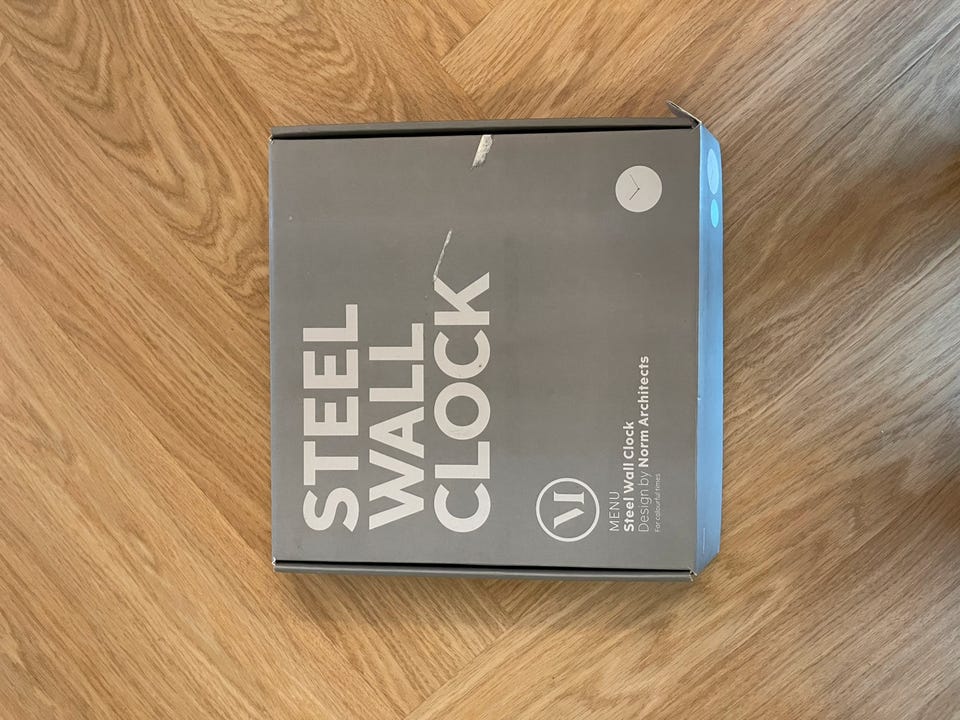 STEEL
WALL
CLOCK
M
MENU
Steel Wall Clock
Design by Norm Architects
For colourful times